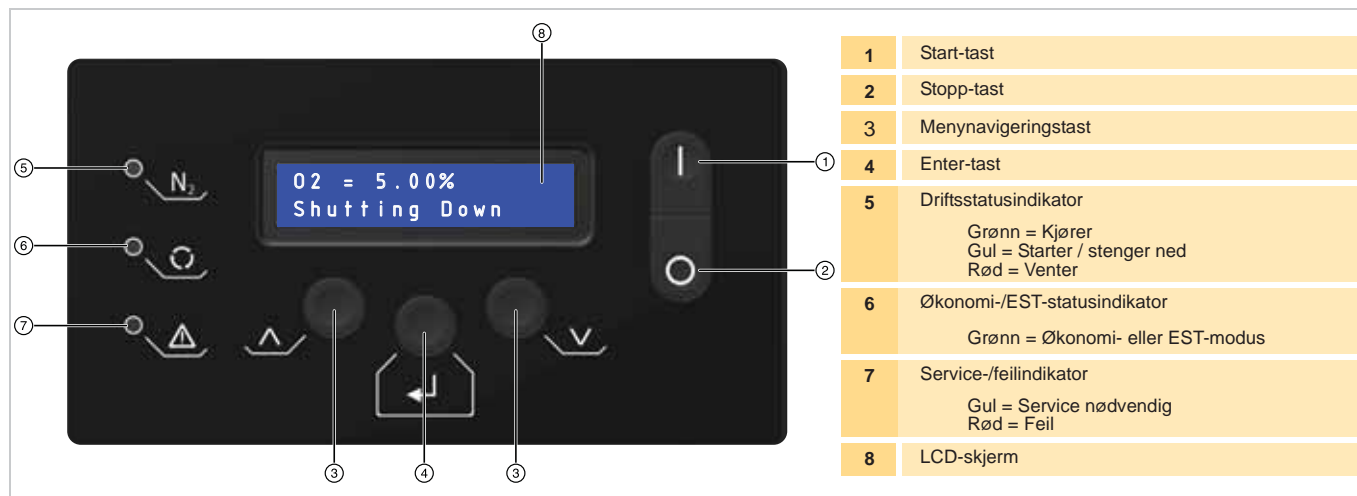 8
5
N2
6
7
O2 = 5.00%
Shutting Down
1
2
3
4
3
1 Start-tast
2 Stopp-tast
3 Menynavigeringstast
4 Enter-tast
5 Driftsstatusindikator
Grønn = Kjører
Gul = Starter / stenger ned
Rød = Venter
6 Økonomi-/EST-statusindikator
Grønn = Økonomi- eller EST-modus
7 Service-/feilindikator
Gul = Service nødvendig
Rød = Feil
8 LCD-skjerm